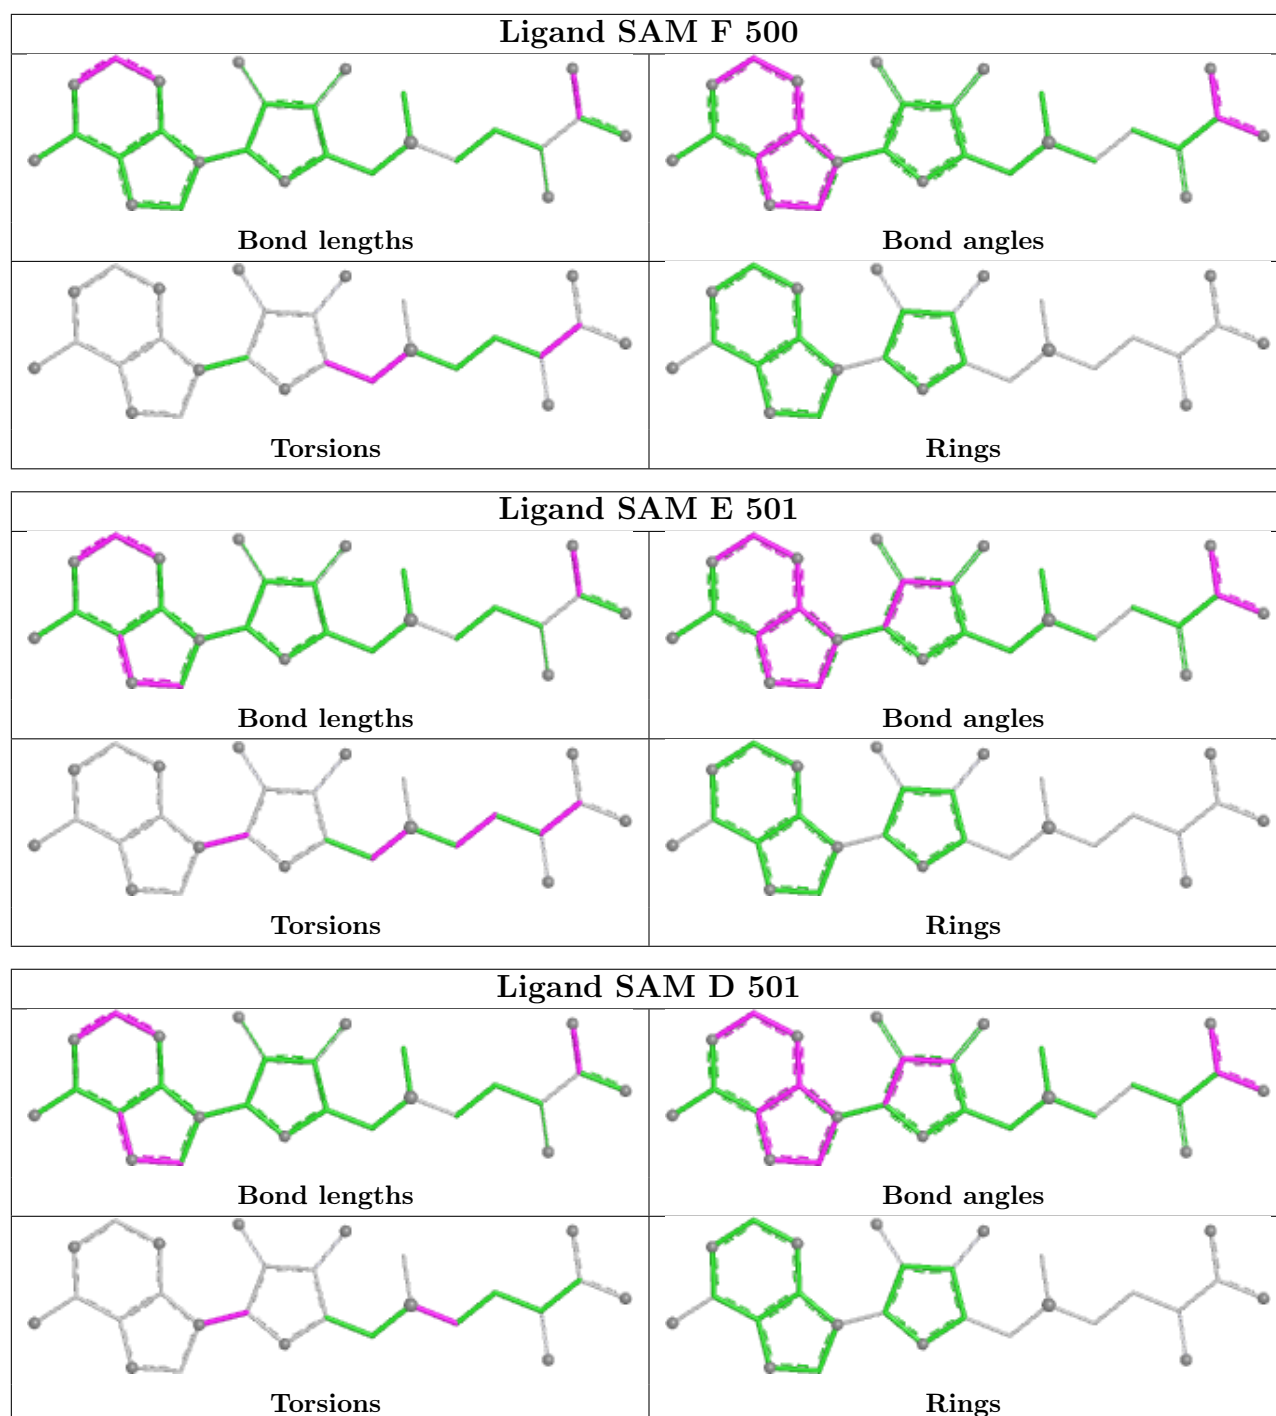 Ligand SAM F 500
Bond lengths
Bond angles
Torsions
Rings
Ligand SAM E 501
Bond lengths
Bond angles
Torsions
Rings
Ligand SAM D 501
Bond lengths
Bond angles
Torsions
Rings